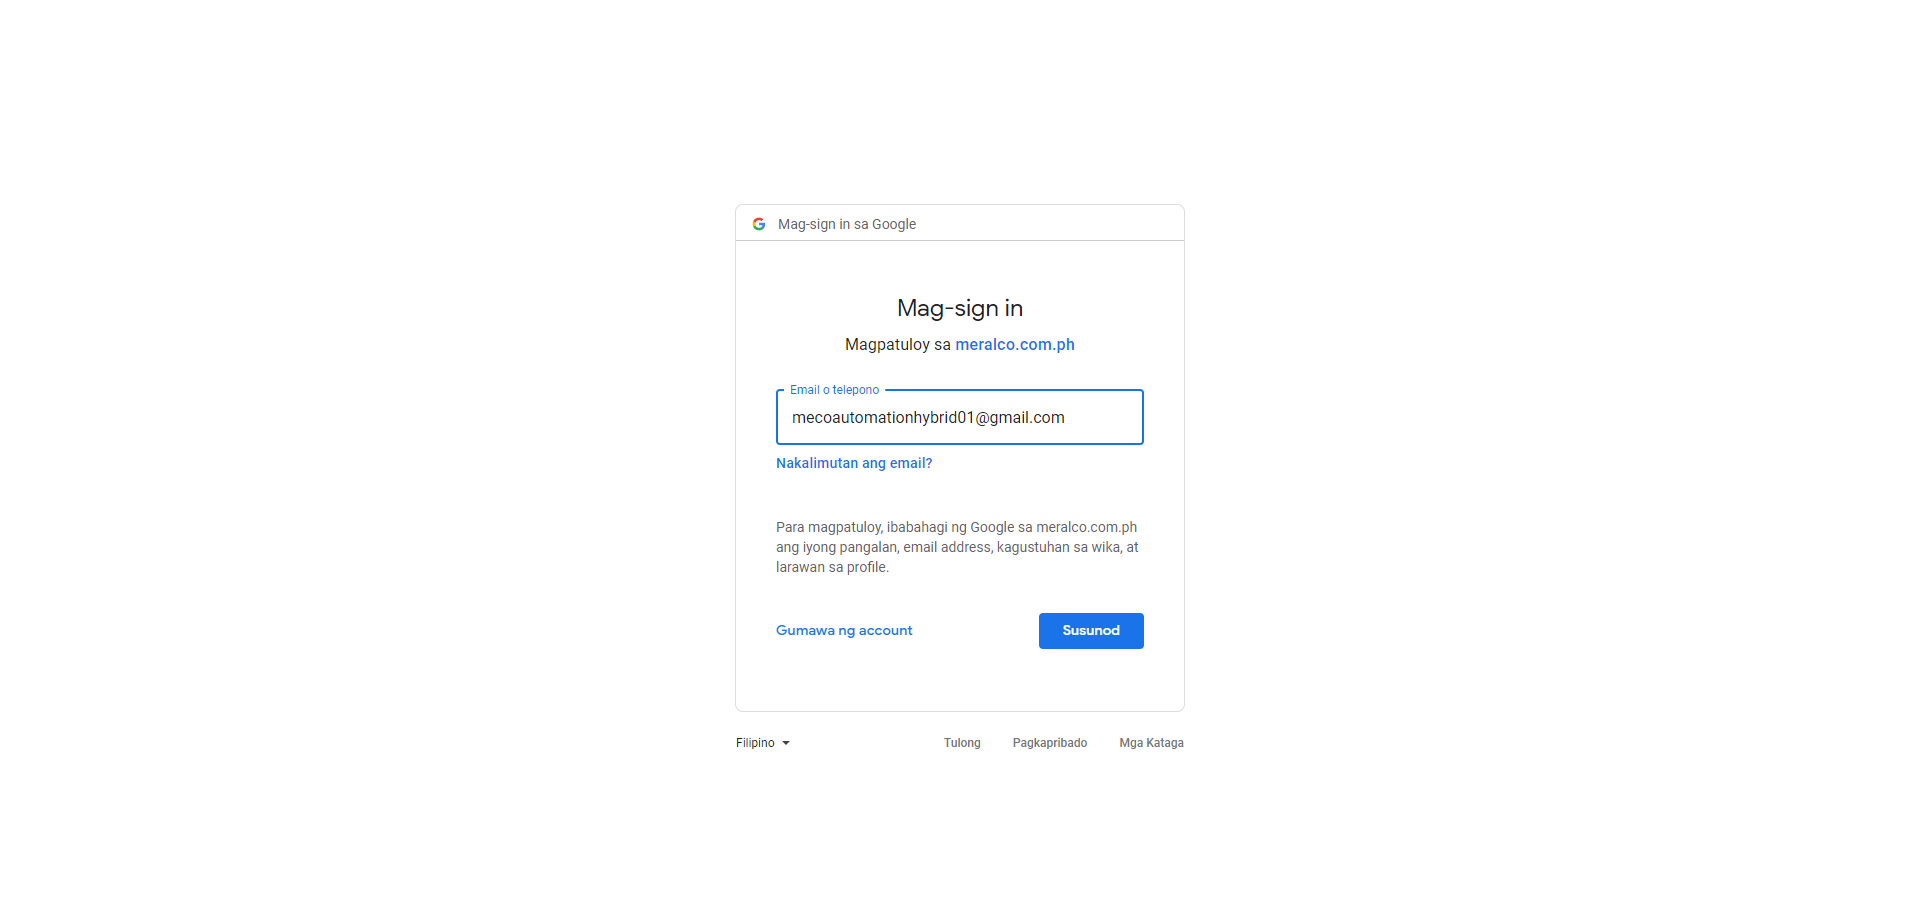 Mag-sign in sa Google
Mag-sign in
Magpatuloy sa meralco.com.ph
Email o telepono
mecoautomationhybrid01@gmail.com
Nakalimutan ang email?
Para magpatuloy, ibabahagi ng Google sa meralco.com.ph
ang iyong pangalan, email address, kagustuhan sa wika, at
larawan sa profile.
Gumawa ng account
Susunod
Filipino
Tulong
Pagkapribado
Mga Kataga